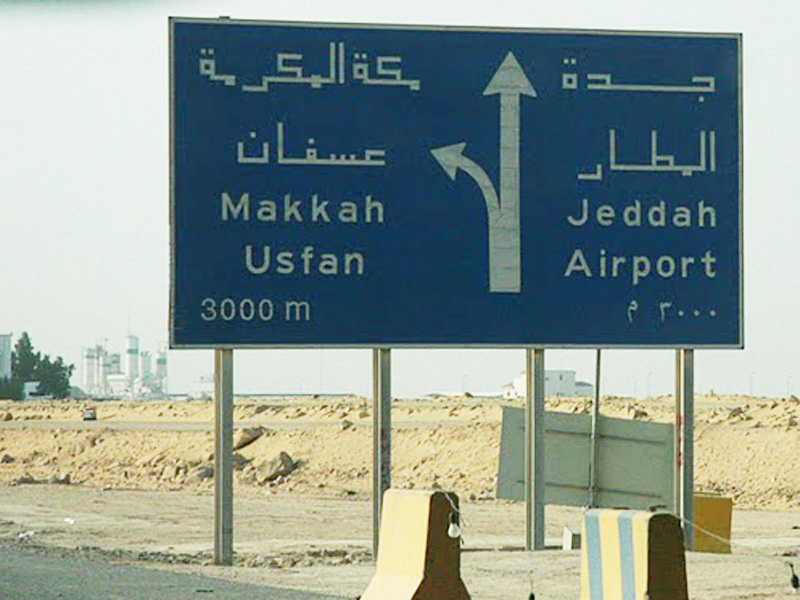 مكة المكرمة
عسفان
Makkah
Usfan
3000 m
جدة
المطار
Jeddah
Airport
٣٠٠٠ م